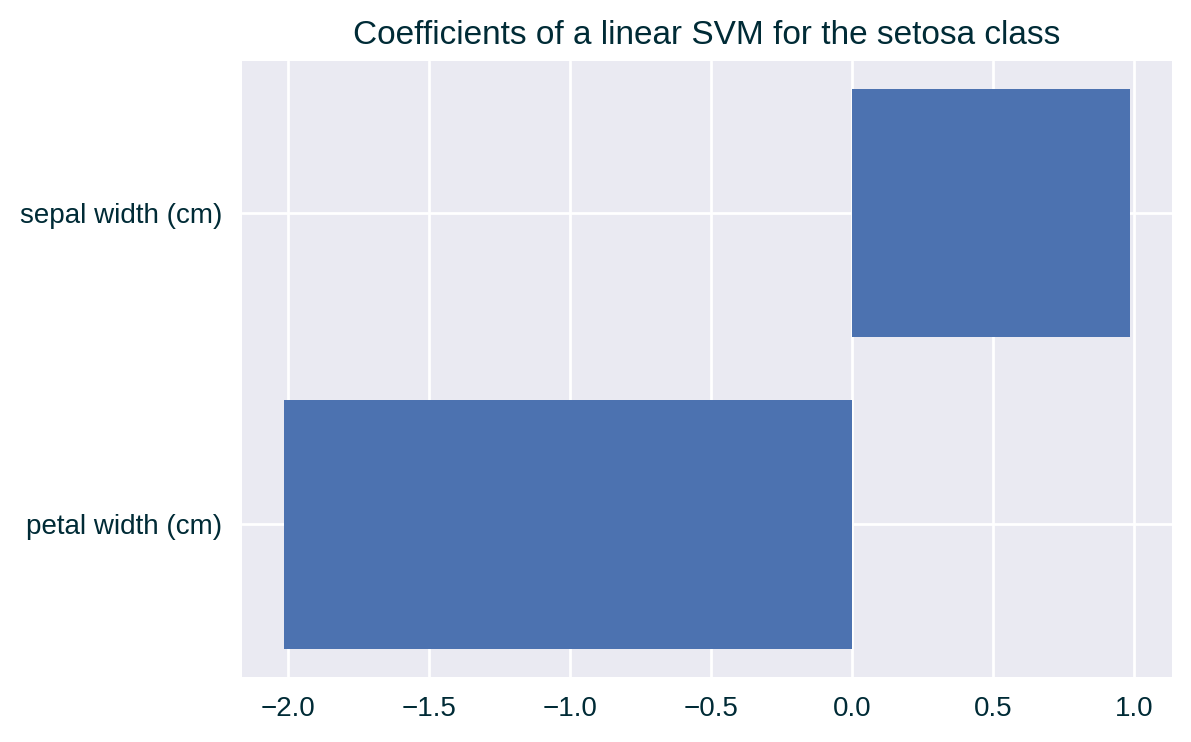 Coefficients of a linear SVM for the setosa class
sepal width (cm)
petal width (cm)
−2.0 −1.5 −1.0 −0.5 0.0 0.5 1.0